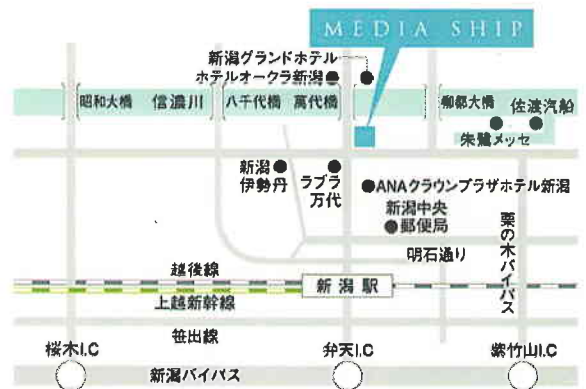 MEDIA SHIP
新潟グランドホテル
ホテルオークラ新潟
昭和大橋
信濃川
八千代橋
萬代橋
柳都大橋
佐渡汽船
朱鷺メッセ
新潟
伊勢丹
ラブラ
万代
ANAクラウンプラザホテル新潟
新潟中央
郵便局
明石通り
栗の木バイパス
越後線
新潟駅
上越新幹線
笹出線
桜木I.C
弁天I.C
紫竹山I.C
新潟バイパス